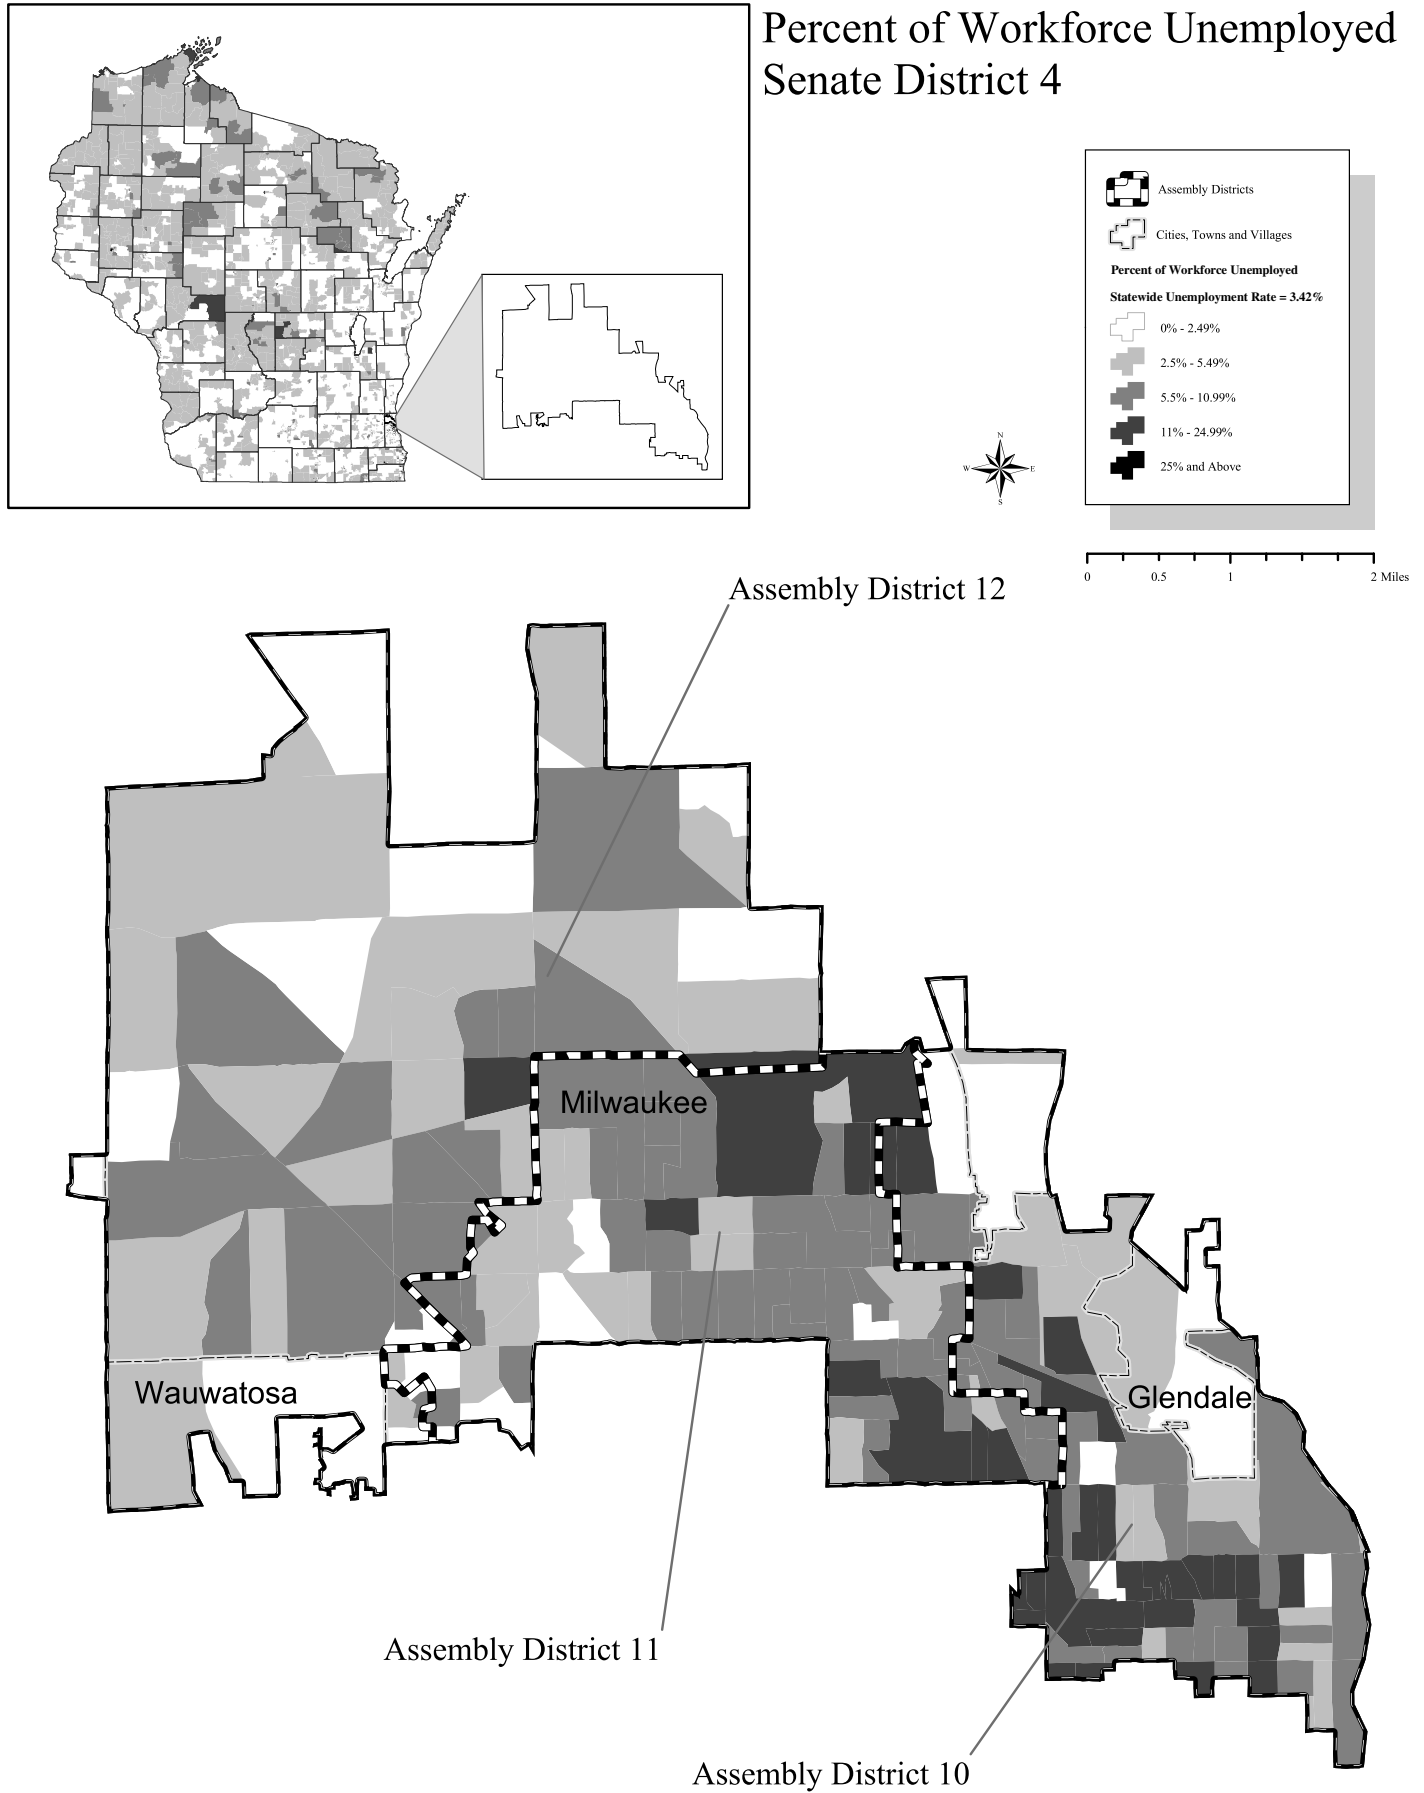 Percent of Workforce Unemployed
Senate District 4
Assembly Districts
Cities, Towns and Villages
Percent of Workforce Unemployed
Statewide Unemployment Rate = 3.42%
0% - 2.49%
2.5% - 5.49%
5.5% - 10.99%
11% - 24.99%
25% and Above
N
W E
S
0 0.5 1 2 Miles
Assembly District 12
Milwaukee
Wauwatosa
Glendale
Assembly District 11
Assembly District 10